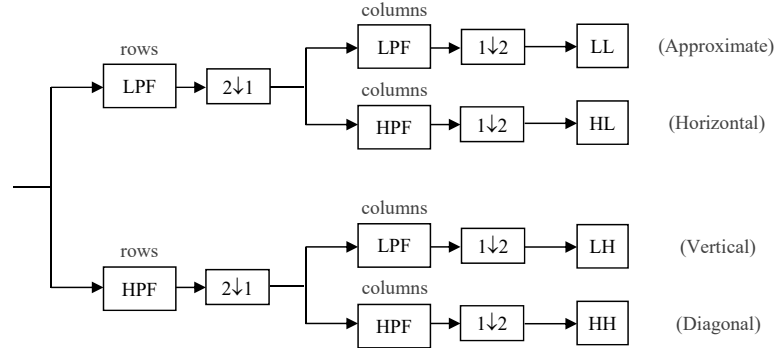 columns
rows
LPF
1↓2
LL
(Approximate)
LPF
2↓1
columns
HPF
1↓2
HL
(Horizontal)
columns
rows
LPF
1↓2
LH
(Vertical)
HPF
2↓1
columns
HPF
1↓2
HH
(Diagonal)